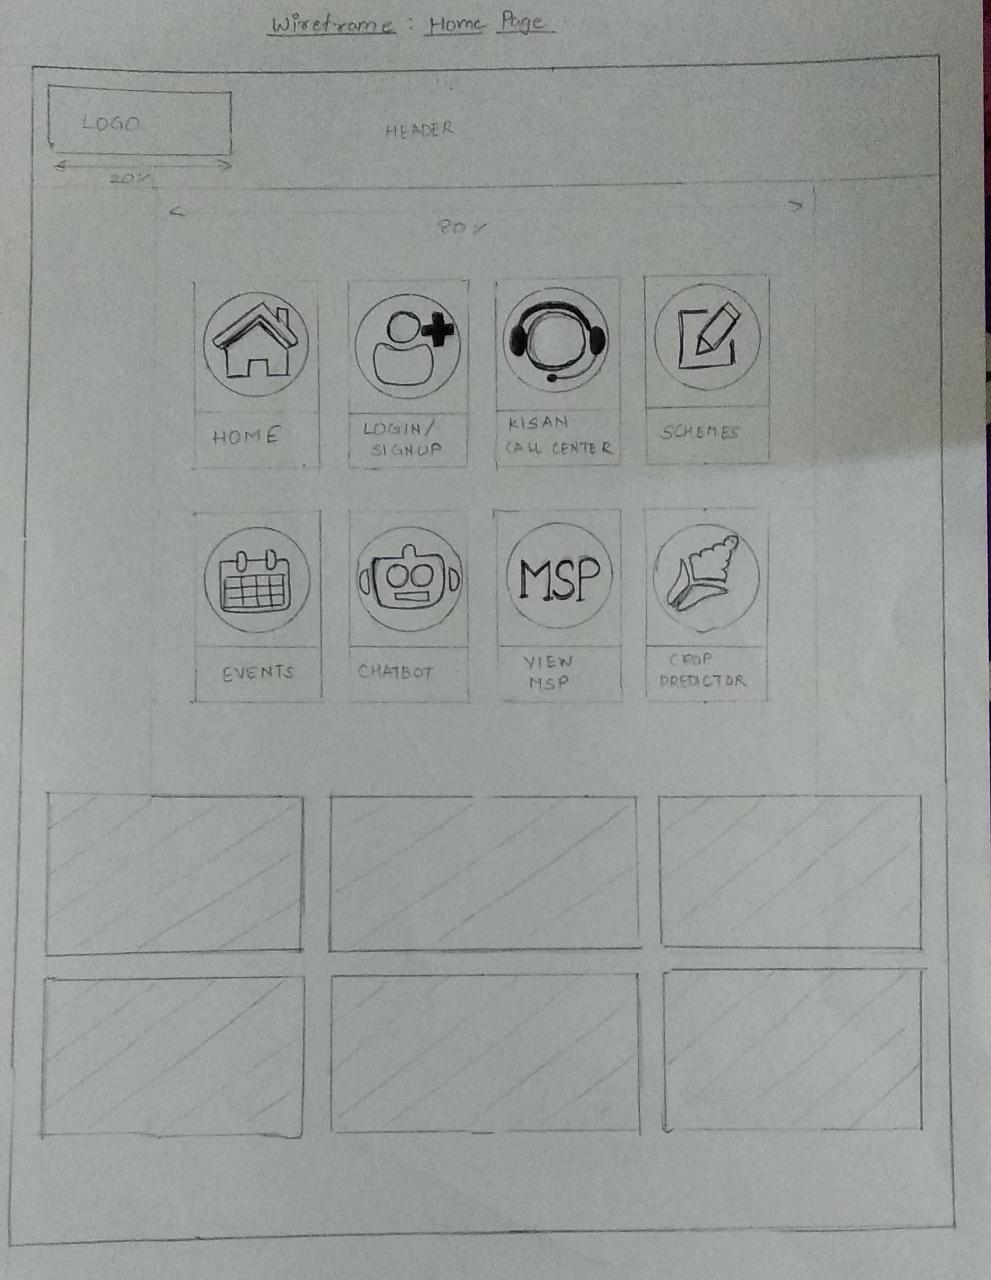 Wireframe : Home Page
LOGO
HEADER
20%
80%
HOME
LOGIN/
SIGNUP
KISAN
CALL CENTER
SCHEMES
MSP
EVENTS
CHATBOT
VIEW
MSP
CROP
PREDICTOR